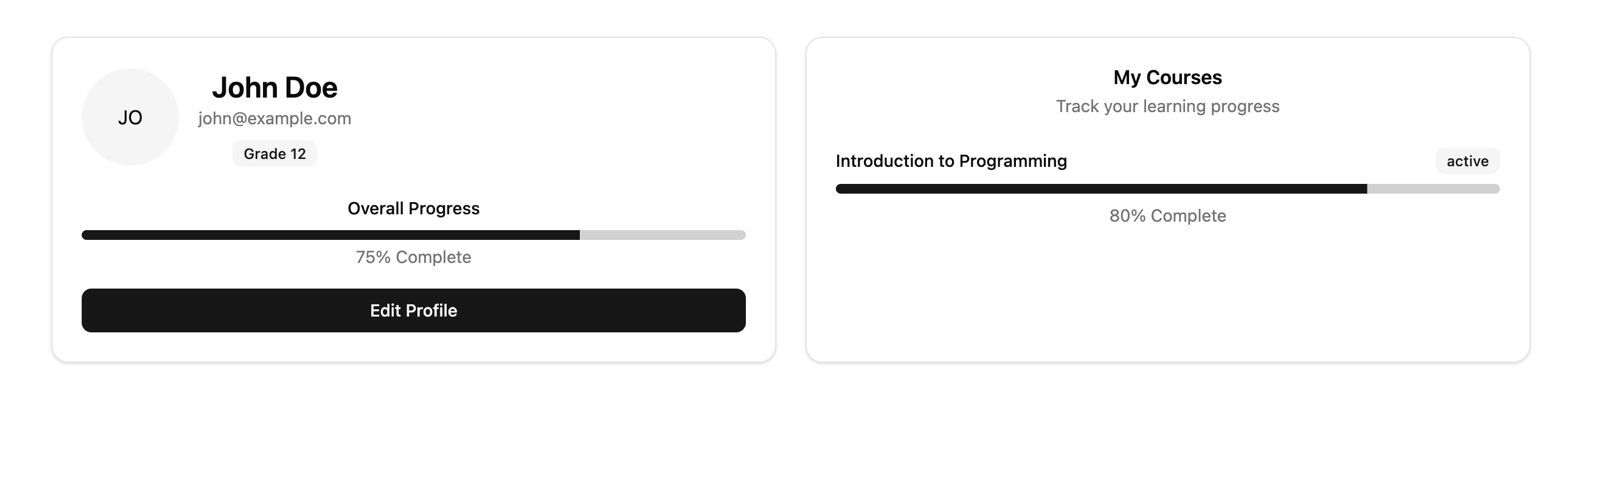 JO
John Doe
john@example.com
Grade 12
Overall Progress
75% Complete
Edit Profile
My Courses
Track your learning progress
Introduction to Programming
active
80% Complete